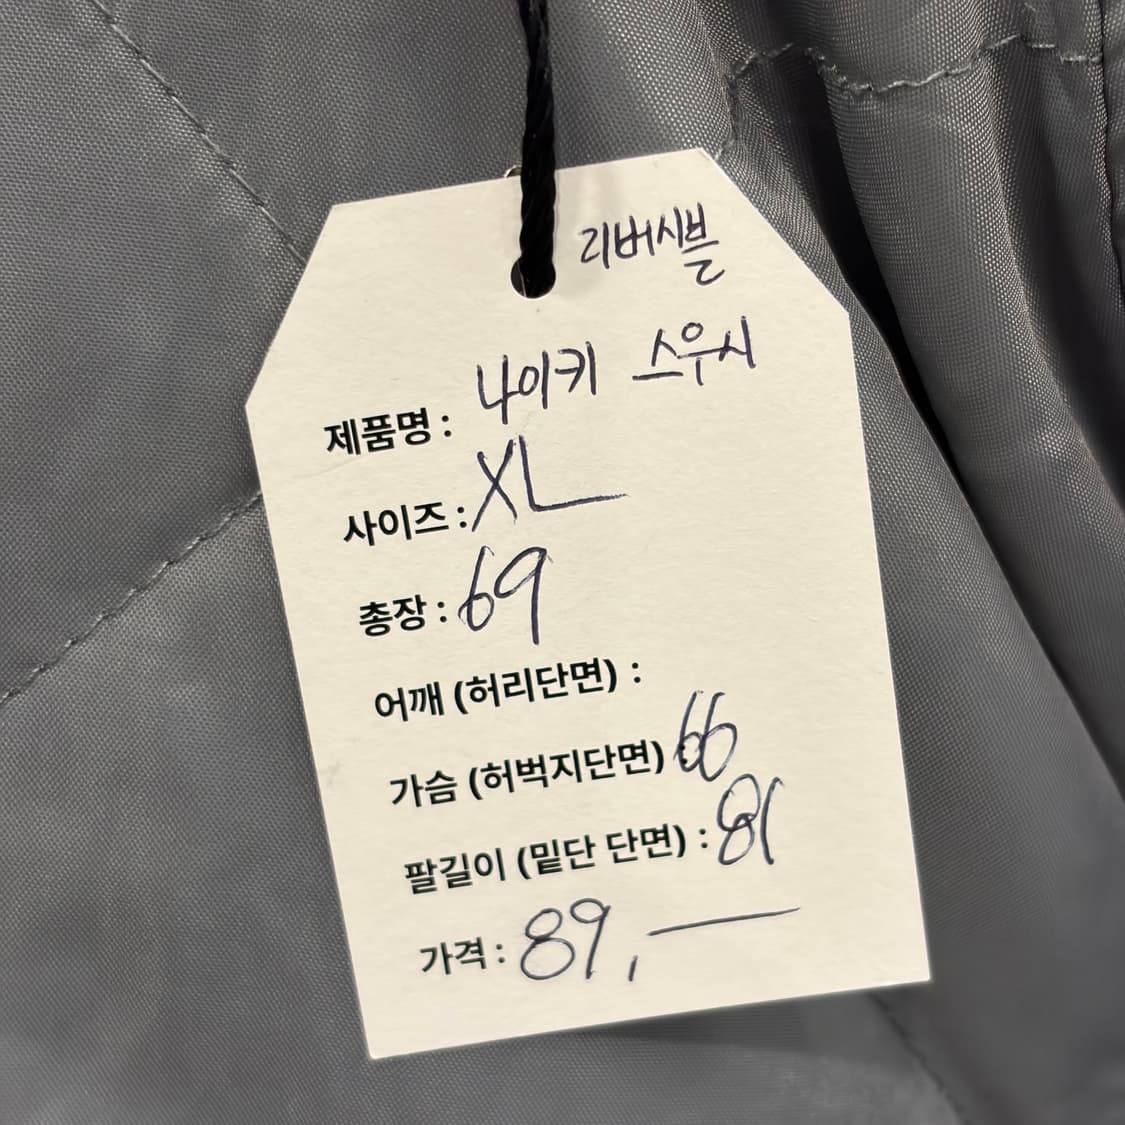 리버시블
제품명 : 나이키 스우시
사이즈 : XL
총장 : 69
어깨 (허리단면) :
가슴 (허벅지단면) 66
팔길이 (밑단 단면) : 81
가격 : 89,—